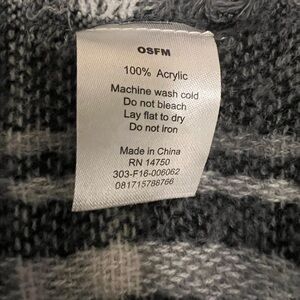 OSFM
100% Acrylic
Machine wash cold
Do not bleach
Lay flat to dry
Do not iron
Made in China
RN 14750
303-F16-006062
081715788766